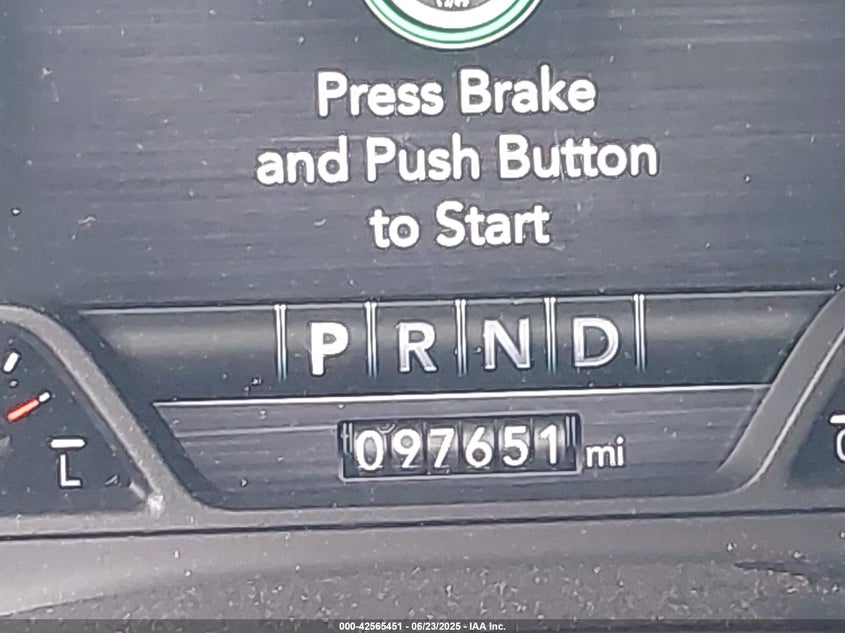 Press Brake
and Push Button
to Start
P R N D
097651 mi
L
000-42565451 - 06/23/2025 - IAA Inc.